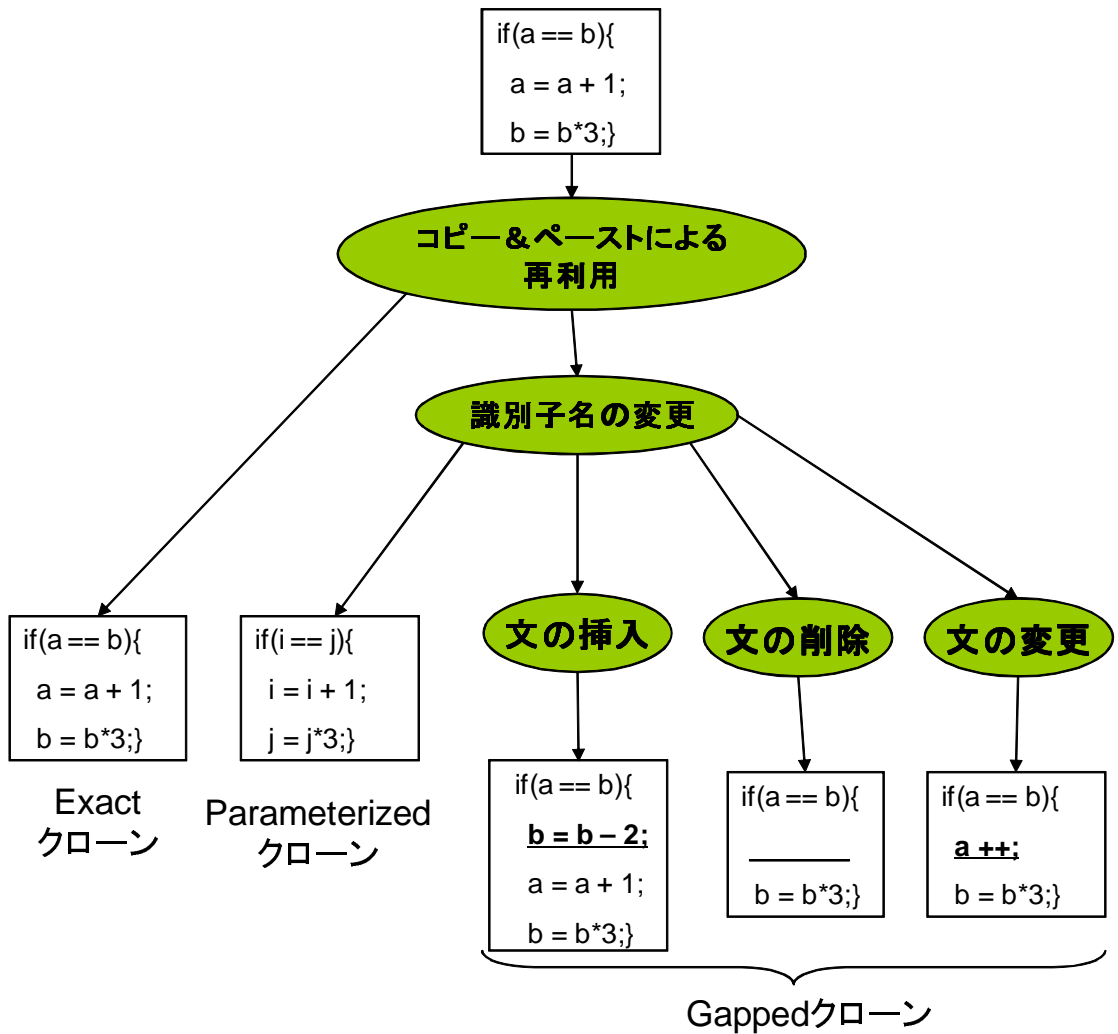 if(a == b){
a = a + 1;
b = b*3;}
コピー＆ペーストによる
再利用
識別子名の変更
if(a == b){
a = a + 1;
b = b*3;}
Exact
クローン
if(i == j){
i = i + 1;
j = j*3;}
Parameterized
クローン
文の挿入
文の削除
文の変更
if(a == b){
b = b – 2;
a = a + 1;
b = b*3;}
if(a == b){
b = b*3;}
if(a == b){
a ++;
b = b*3;}
Gappedクローン